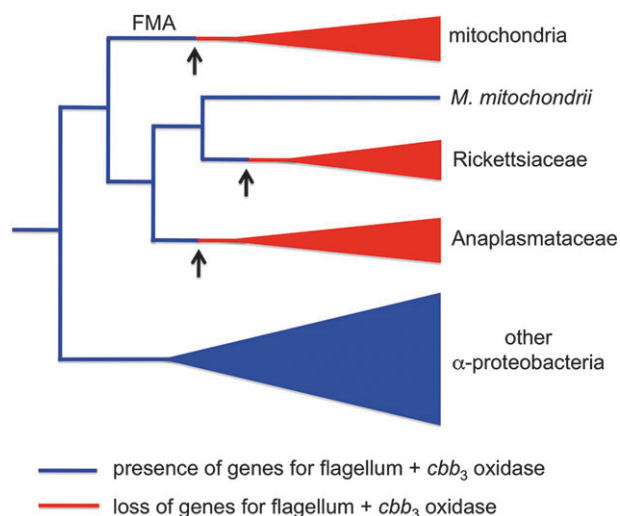 FMA
mitochondria
M. mitochondrii
Rickettsiaceae
Anaplasmataceae
other
α-proteobacteria
presence of genes for flagellum + cbb₃ oxidase
loss of genes for flagellum + cbb₃ oxidase